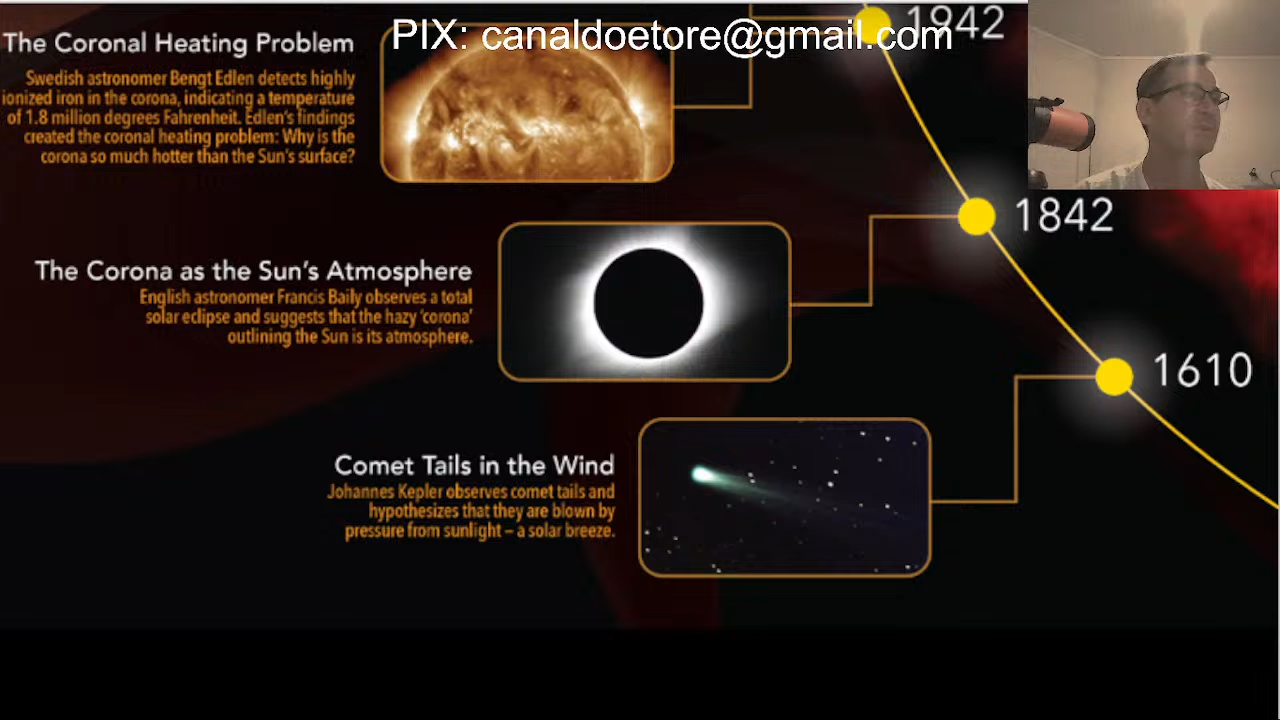 PIX: canaldoetore@gmail.com
1942
The Coronal Heating Problem
Swedish astronomer Bengt Edlen detects highly
ionized iron in the corona, indicating a temperature
of 1.8 million degrees Fahrenheit. Edlen's findings
created the coronal heating problem: Why is the
corona so much hotter than the Sun's surface?
1842
The Corona as the Sun's Atmosphere
English astronomer Francis Baily observes a total
solar eclipse and suggests that the hazy 'corona'
outlining the Sun is its atmosphere.
1610
Comet Tails in the Wind
Johannes Kepler observes comet tails and
hypothesizes that they are blown by
pressure from sunlight – a solar breeze.